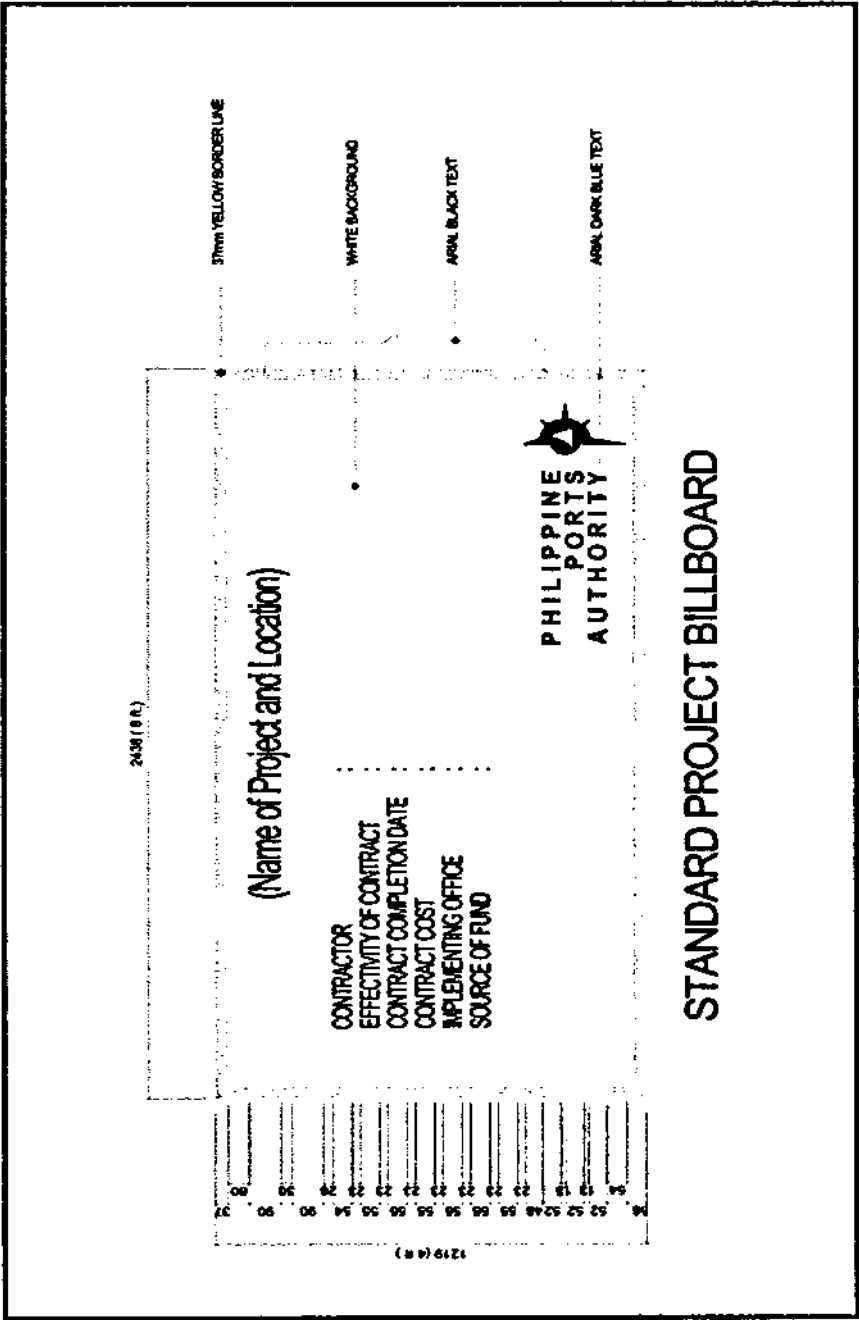 2438 (8 ft.)
37mm YELLOW BORDER LINE
WHITE BACKGROUND
ARIAL BLACK TEXT
ARIAL DARK BLUE TEXT
(Name of Project and Location)
CONTRACTOR
EFFECTIVITY OF CONTRACT
CONTRACT COMPLETION DATE
CONTRACT COST
IMPLEMENTING OFFICE
SOURCE OF FUND
PHILIPPINE
PORTS
AUTHORITY
1219 (4 ft.)
STANDARD PROJECT BILLBOARD